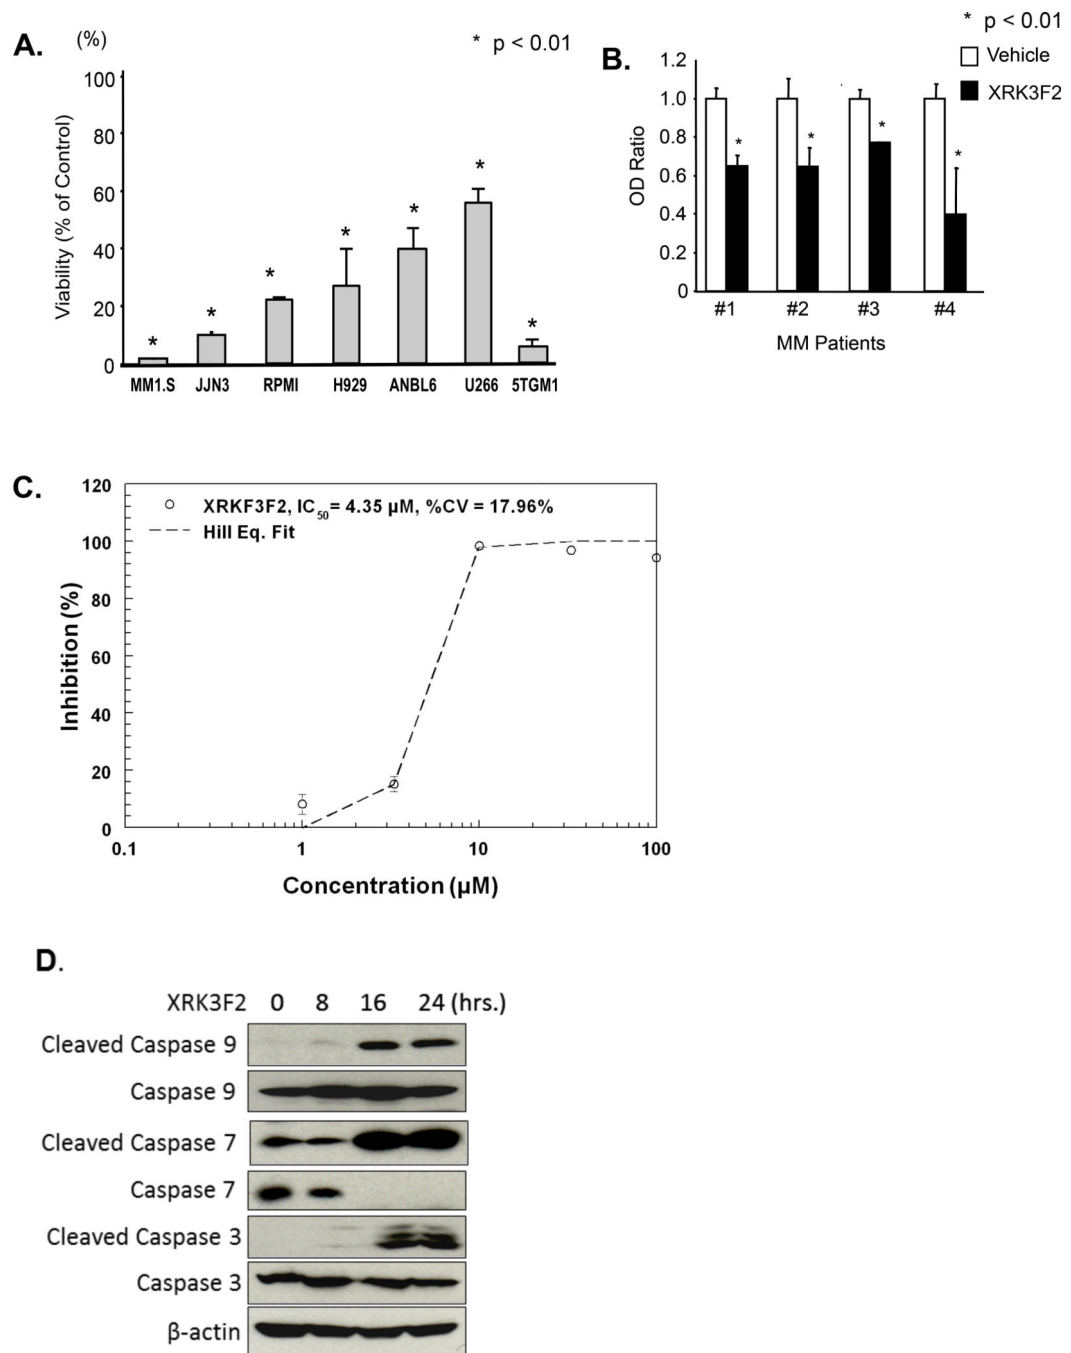 A.
(%)
* p < 0.01
Viability (% of Control)
100
80
60
40
20
0
*
*
*
*
*
*
*
MM1.S JJN3 RPMI H929 ANBL6 U266 5TGM1
B.
* p < 0.01
Vehicle
XRK3F2
OD Ratio
1.2
1.0
0.8
0.6
0.4
0.2
0
*
*
*
*
#1 #2 #3 #4
MM Patients
C.
XRKF3F2, IC50 = 4.35 µM, %CV = 17.96%
Hill Eq. Fit
Inhibition (%)
120
100
80
60
40
20
0
0.1 1 10 100
Concentration (µM)
D.
XRK3F2 0 8 16 24 (hrs.)
Cleaved Caspase 9
Caspase 9
Cleaved Caspase 7
Caspase 7
Cleaved Caspase 3
Caspase 3
β-actin